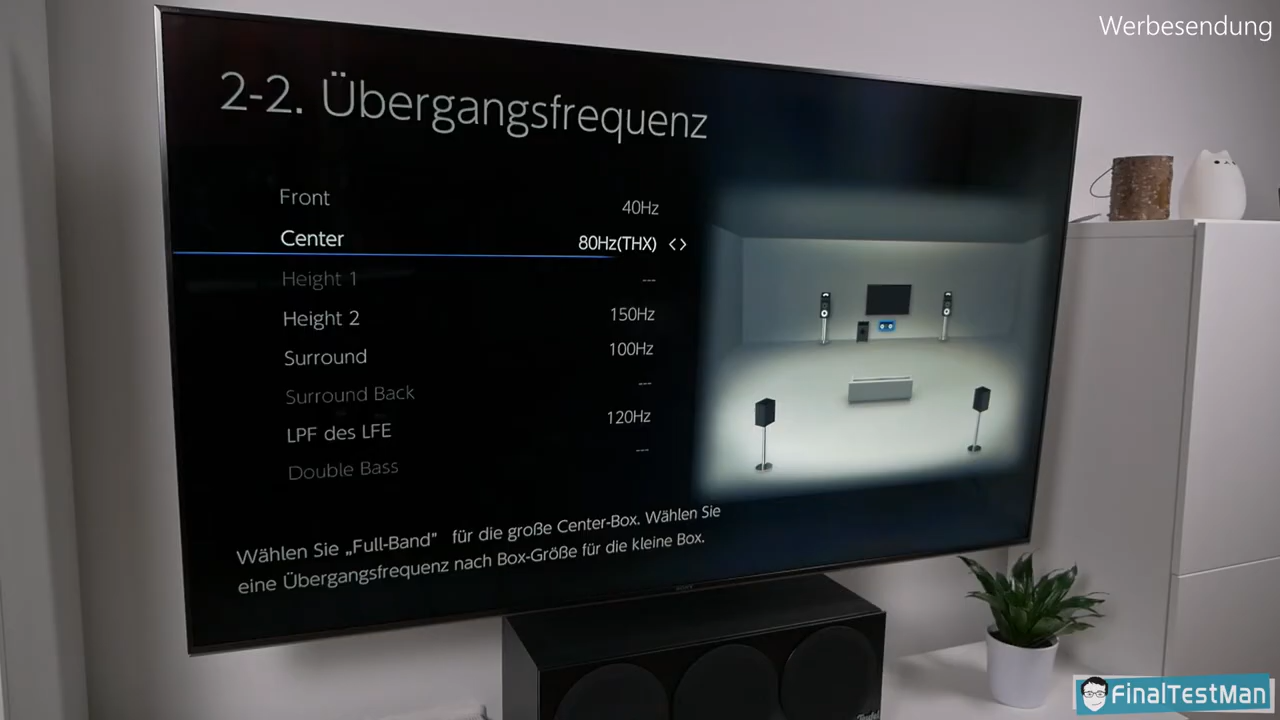 Werbesendung
2-2. Übergangsfrequenz
Front 40Hz
Center 80Hz(THX) <>
Height 1 ---
Height 2 150Hz
Surround 100Hz
Surround Back ---
LPF des LFE 120Hz
Double Bass ---
Wählen Sie „Full-Band” für die große Center-Box. Wählen Sie
eine Übergangsfrequenz nach Box-Größe für die kleine Box.
SONY
Teufel
FinalTestMan